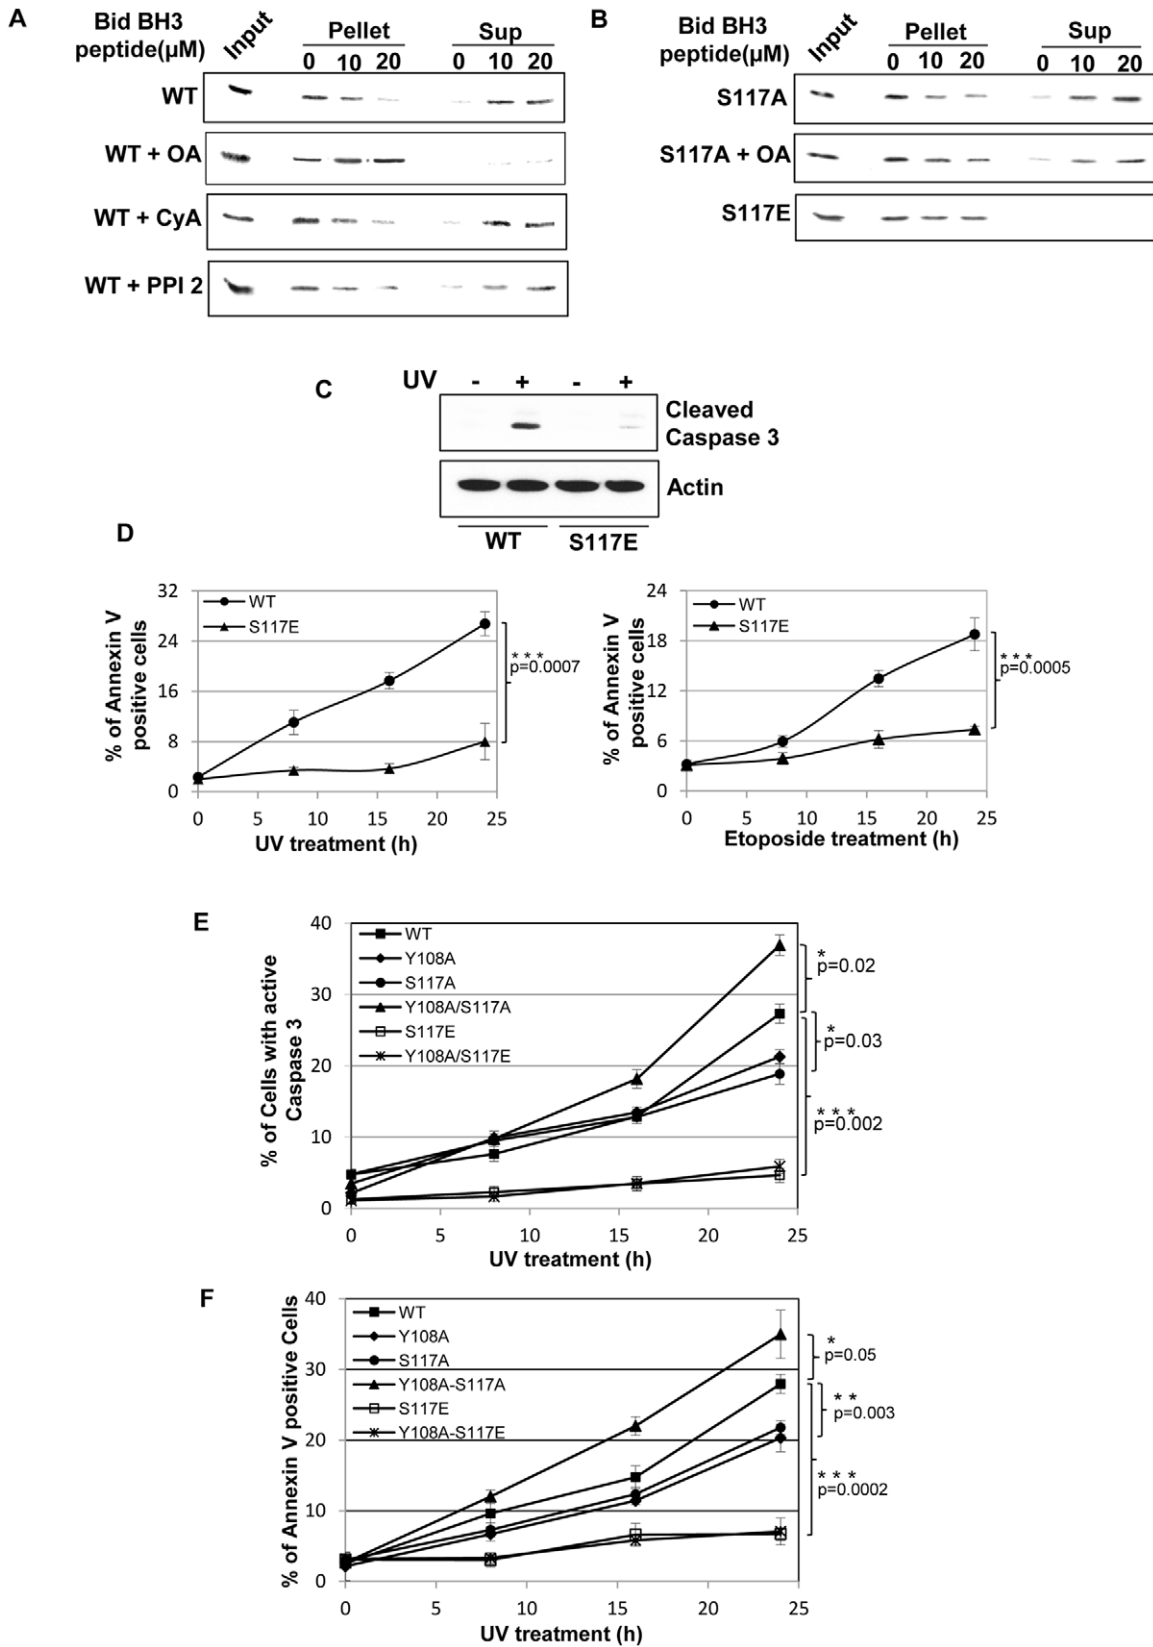 A
Bid BH3
peptide(µM)
Input
Pellet
Sup
0 10 20 0 10 20
WT
WT + OA
WT + CyA
WT + PPI 2
B
Bid BH3
peptide(µM)
Input
Pellet
Sup
0 10 20 0 10 20
S117A
S117A + OA
S117E
C
UV - + - +
Cleaved
Caspase 3
Actin
WT S117E
D
% of Annexin V
positive cells
32
24
16
8
0
WT
S117E
***
p=0.0007
0 5 10 15 20 25
UV treatment (h)
% of Annexin V
positive cells
24
18
12
6
0
WT
S117E
***
p=0.0005
0 5 10 15 20 25
Etoposide treatment (h)
E
% of Cells with active
Caspase 3
40
30
20
10
0
WT
Y108A
S117A
Y108A/S117A
S117E
Y108A/S117E
*
p=0.02
*
p=0.03
***
p=0.002
0 5 10 15 20 25
UV treatment (h)
F
% of Annexin V positive Cells
40
30
20
10
0
WT
Y108A
S117A
Y108A-S117A
S117E
Y108A-S117E
*
p=0.05
**
p=0.003
***
p=0.0002
0 5 10 15 20 25
UV treatment (h)